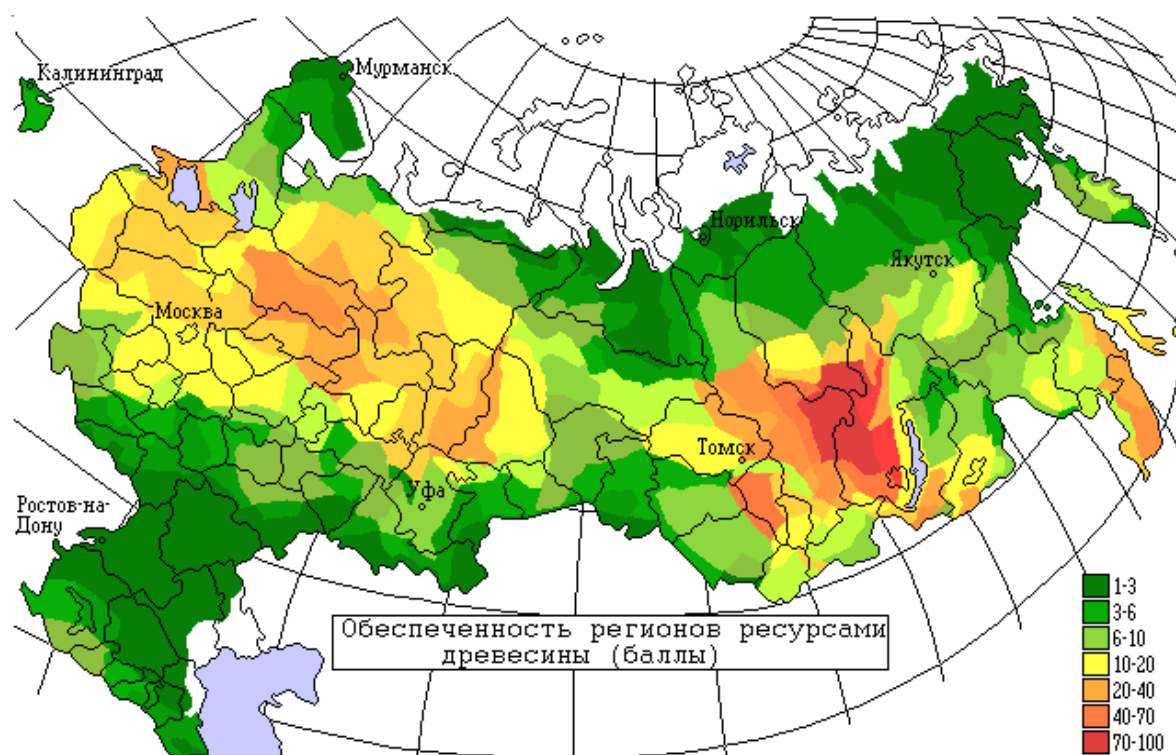 Калининград
Мурманск
Норильск
Якутск
Москва
Томск
Уфа
Ростов-на-
Дону
Обеспеченность регионов ресурсами
древесины (баллы)
1-3
3-6
6-10
10-20
20-40
40-70
70-100